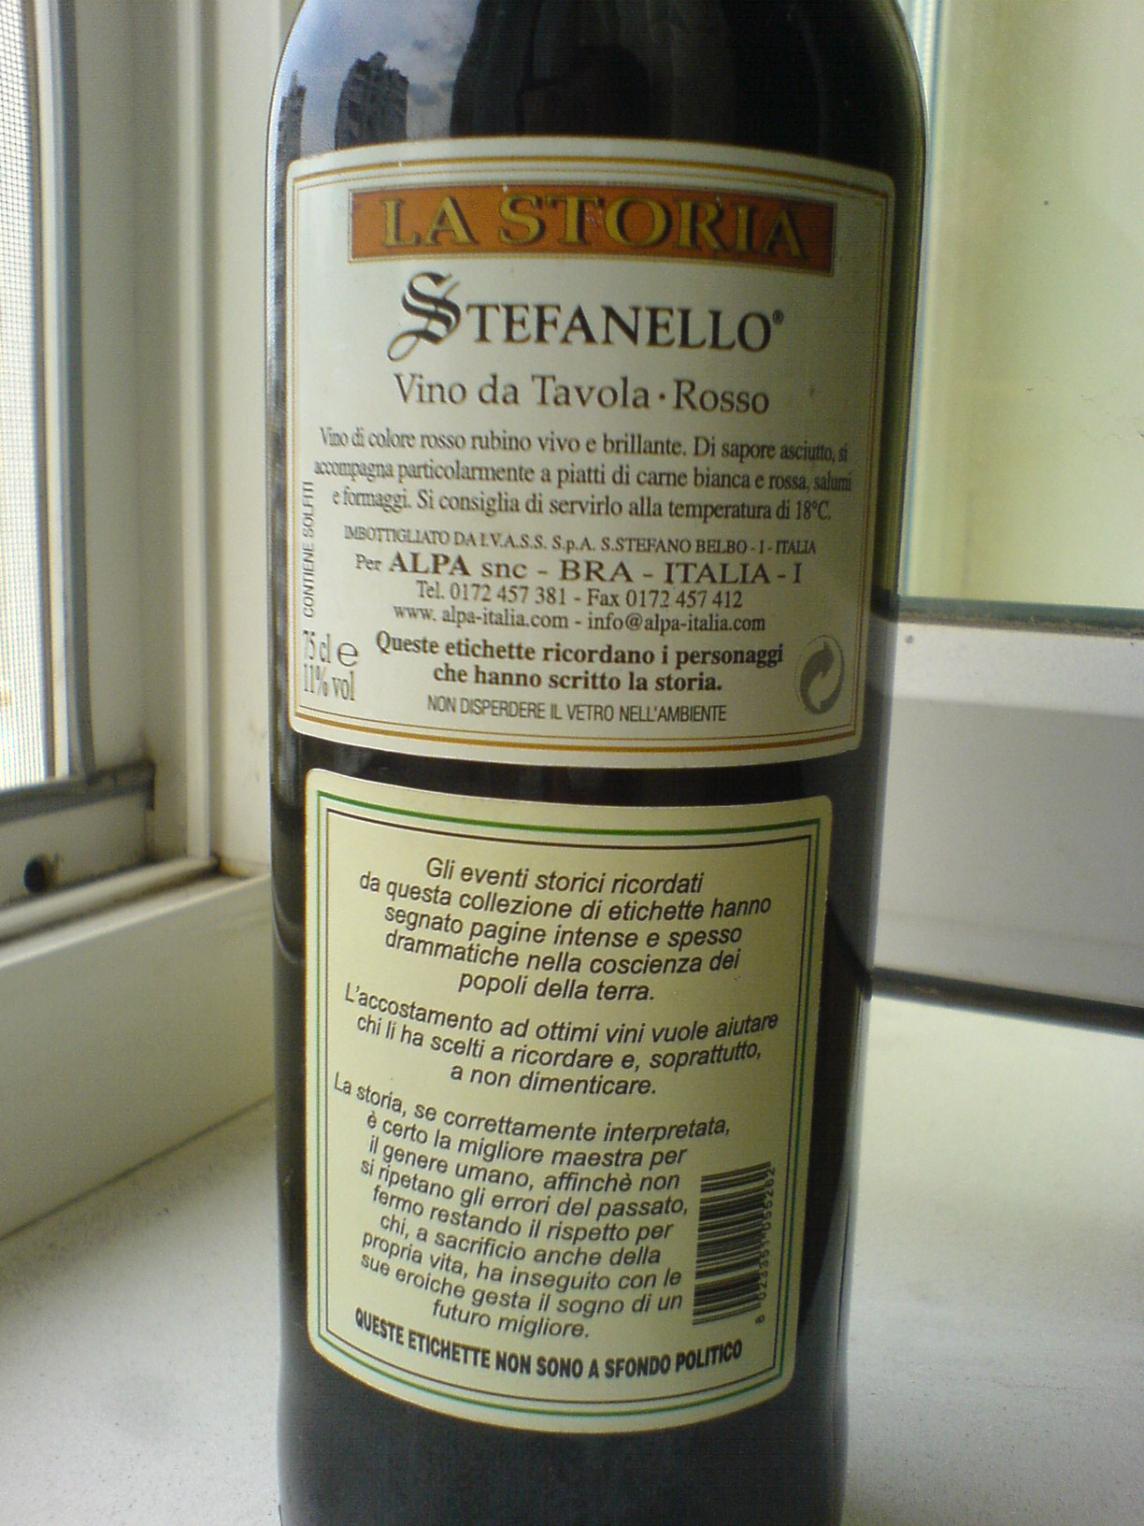 LA STORIA
STEFANELLO®
Vino da Tavola · Rosso
Vino di colore rosso rubino vivo e brillante. Di sapore asciutto, si
accompagna particolarmente a piatti di carne bianca e rossa, salumi
e formaggi. Si consiglia di servirlo alla temperatura di 18°C.
CONTIENE SOLFITI
IMBOTTIGLIATO DA I.V.A.S.S. S.p.A. S.STEFANO BELBO - I - ITALIA
Per ALPA snc - BRA - ITALIA - I
Tel. 0172 457 381 - Fax 0172 457 412
www. alpa-italia.com - info@alpa-italia.com
75 cl e
11% vol
Queste etichette ricordano i personaggi
che hanno scritto la storia.
NON DISPERDERE IL VETRO NELL'AMBIENTE
Gli eventi storici ricordati
da questa collezione di etichette hanno
segnato pagine intense e spesso
drammatiche nella coscienza dei
popoli della terra.
L'accostamento ad ottimi vini vuole aiutare
chi li ha scelti a ricordare e, soprattutto,
a non dimenticare.
La storia, se correttamente interpretata,
è certo la migliore maestra per
il genere umano, affinchè non
si ripetano gli errori del passato,
fermo restando il rispetto per
chi, a sacrificio anche della
propria vita, ha inseguito con le
sue eroiche gesta il sogno di un
futuro migliore.
QUESTE ETICHETTE NON SONO A SFONDO POLITICO